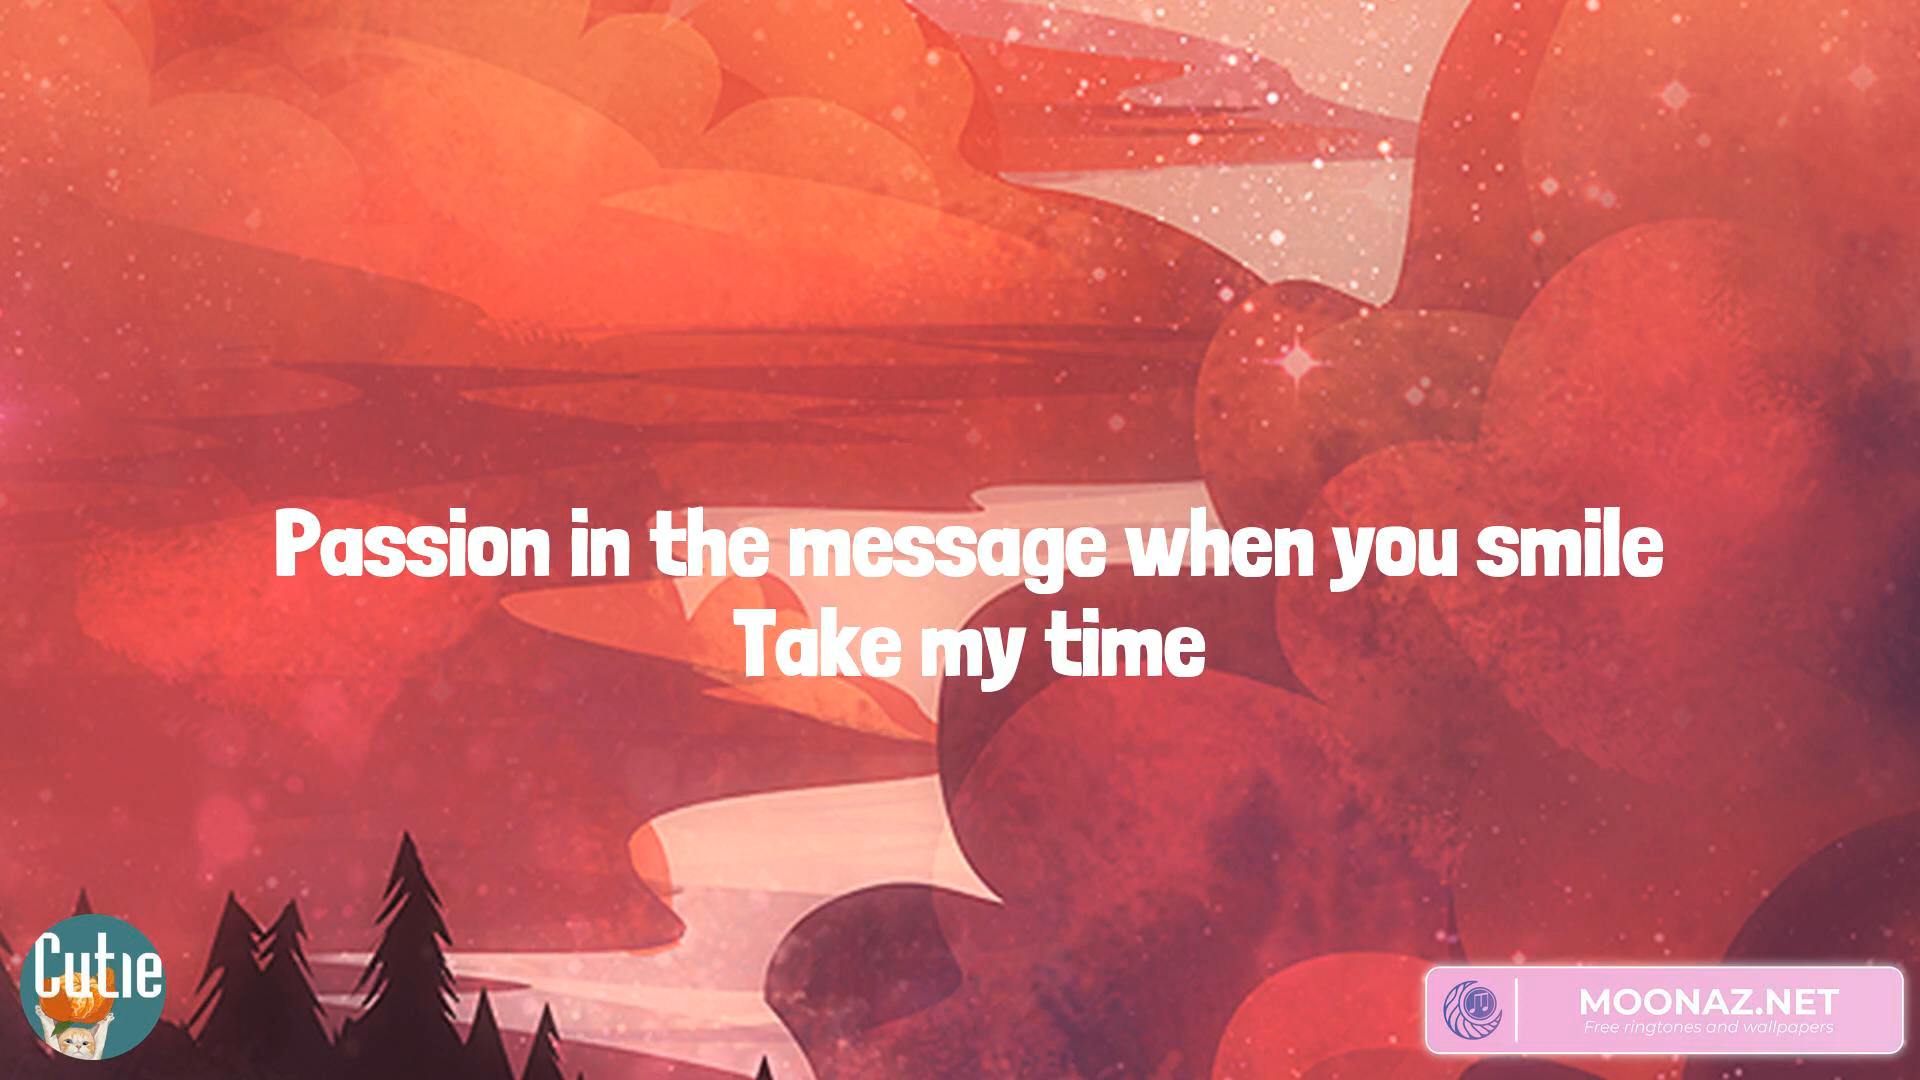 Passion in the message when you smile
Take my time
Cutie
MOONAZ.NET
Free ringtones and wallpapers